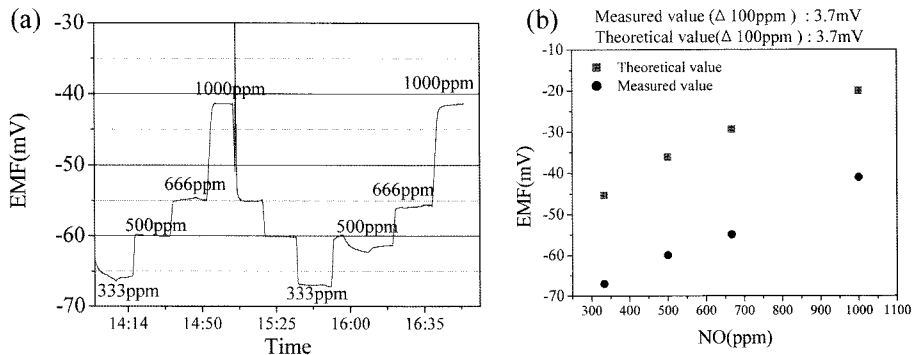 (a)
-30
-40
-50
-60
-70
EMF(mV)
1000ppm
1000ppm
666ppm
666ppm
500ppm
500ppm
333ppm
333ppm
14:14
14:50
15:25
16:00
16:35
Time
(b)
Measured value (Δ 100ppm) : 3.7mV
Theoretical value(Δ 100ppm) : 3.7mV
-10
-20
-30
-40
-50
-60
-70
EMF(mV)
Theoretical value
Measured value
300
400
500
600
700
800
900
1000
1100
NO(ppm)